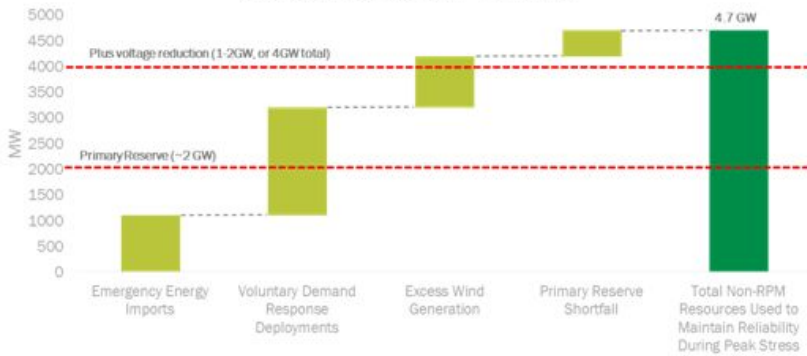 5000
4500
4000
3500
3000
2500
2000
1500
1000
500
0
MW
4.7 GW
Plus voltage reduction (1-2GW, or 4GW total)
Primary Reserve (~2 GW)
Emergency Energy
Imports
Voluntary Demand
Response
Deployments
Excess Wind
Generation
Primary Reserve
Shortfall
Total Non-RPM
Resources Used to
Maintain Reliability
During Peak Stress